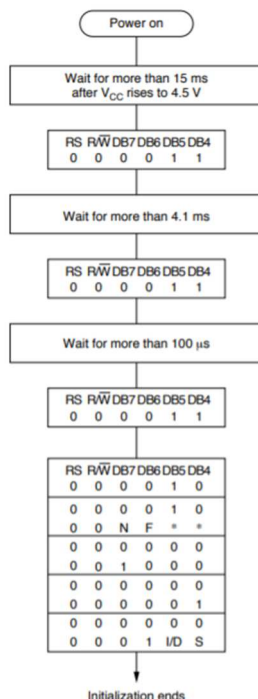 Power on
Wait for more than 15 ms
after VCC rises to 4.5 V
RS R/W̅ DB7 DB6 DB5 DB4
0 0 0 0 1 1
Wait for more than 4.1 ms
RS R/W̅ DB7 DB6 DB5 DB4
0 0 0 0 1 1
Wait for more than 100 μs
RS R/W̅ DB7 DB6 DB5 DB4
0 0 0 0 1 1
RS R/W̅ DB7 DB6 DB5 DB4
0 0 0 0 1 0
0 0 0 0 1 0
0 0 N F * *
0 0 0 0 0 0
0 0 1 0 0 0
0 0 0 0 0 0
0 0 0 0 0 1
0 0 0 0 0 0
0 0 0 1 I/D S
Initialization ends